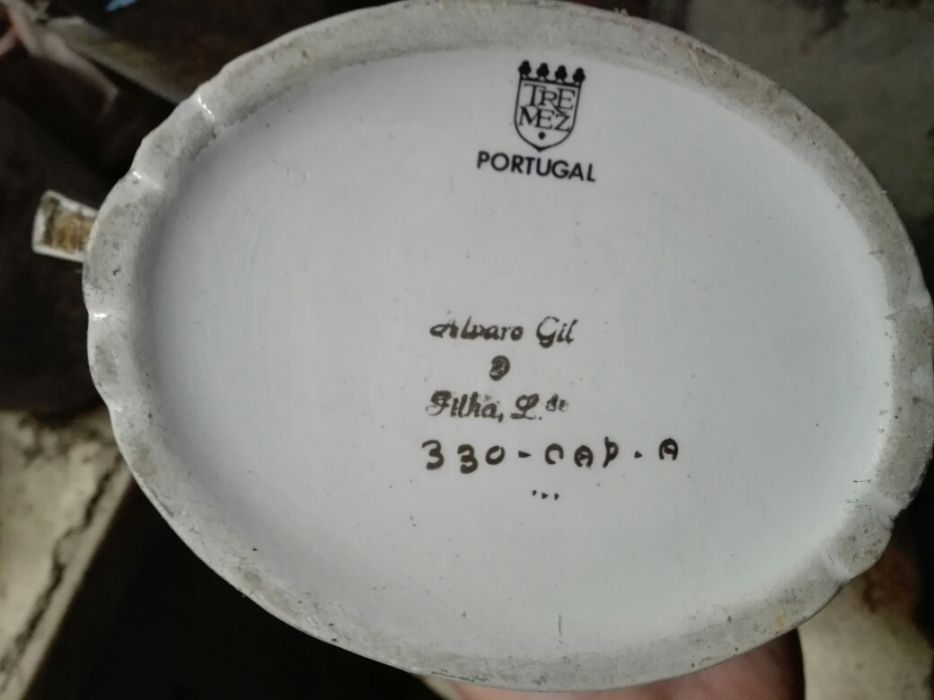 TRE
MEZ
PORTUGAL
Alvaro Gil
&
Filha, L.da
330-CAP.A
...